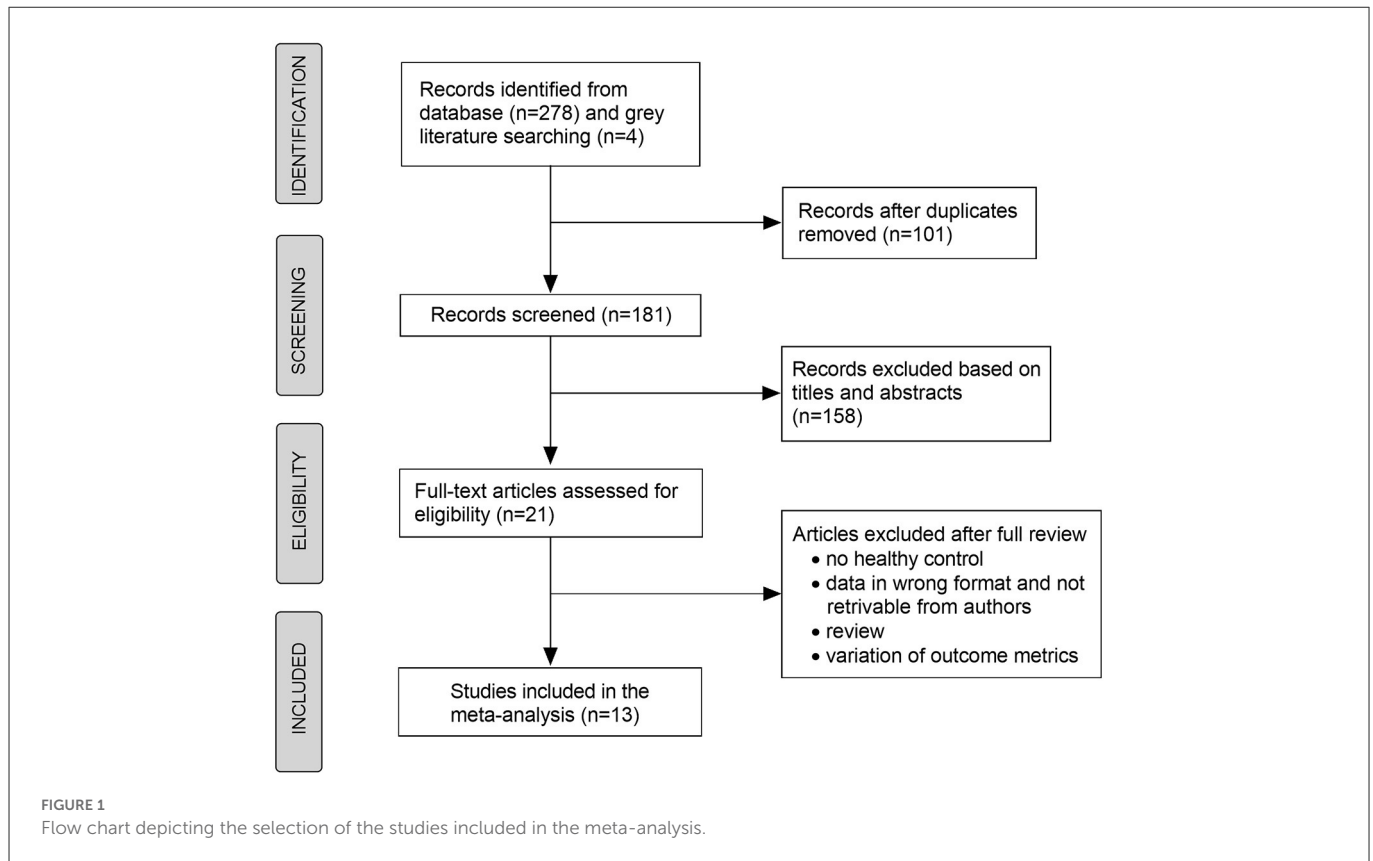 IDENTIFICATION
Records identified from
database (n=278) and grey
literature searching (n=4)
Records after duplicates
removed (n=101)
SCREENING
Records screened (n=181)
Records excluded based on
titles and abstracts
(n=158)
ELIGIBILITY
Full-text articles assessed for
eligibility (n=21)
Articles excluded after full review
• no healthy control
• data in wrong format and not
retrivable from authors
• review
• variation of outcome metrics
INCLUDED
Studies included in the
meta-analysis (n=13)
FIGURE 1
Flow chart depicting the selection of the studies included in the meta-analysis.